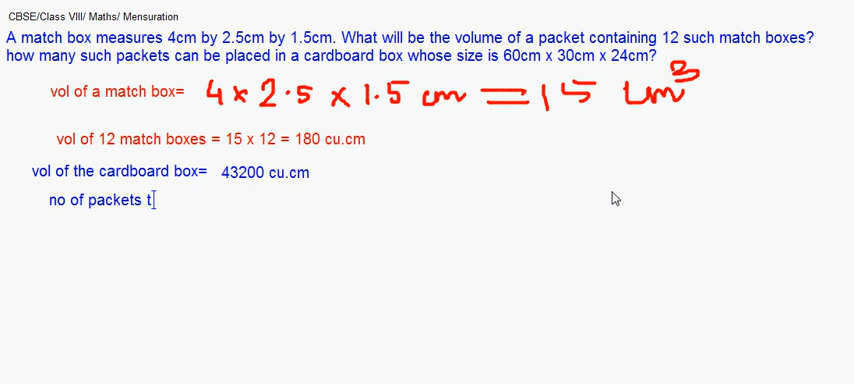 CBSE/Class VIII/ Maths/ Mensuration
A match box measures 4cm by 2.5cm by 1.5cm. What will be the volume of a packet containing 12 such match boxes?
how many such packets can be placed in a cardboard box whose size is 60cm x 30cm x 24cm?
vol of a match box= 4 x 2.5 x 1.5 cm = 15 cm³
vol of 12 match boxes = 15 x 12 = 180 cu.cm
vol of the cardboard box= 43200 cu.cm
no of packets t